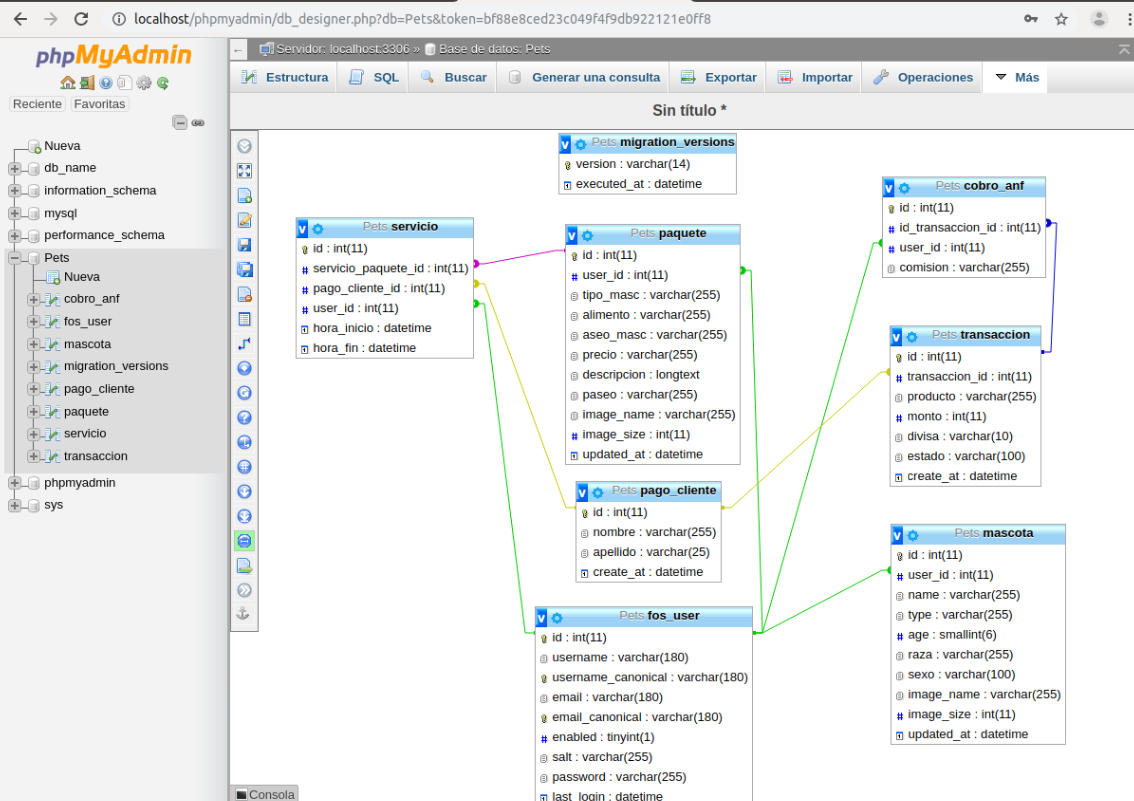 localhost/phpmyadmin/db_designer.php?db=Pets&token=bf88e8ced23c049f4f9db922121e0ff8
phpMyAdmin
Reciente Favoritas
Nueva
db_name
information_schema
mysql
performance_schema
Pets
Nueva
cobro_anf
fos_user
mascota
migration_versions
pago_cliente
paquete
servicio
transaccion
phpmyadmin
sys
Servidor: localhost:3306 » Base de datos: Pets
Estructura SQL Buscar Generar una consulta Exportar Importar Operaciones Más
Sin título *
Pets migration_versions
version : varchar(14)
executed_at : datetime
Pets servicio
id : int(11)
servicio_paquete_id : int(11)
pago_cliente_id : int(11)
user_id : int(11)
hora_inicio : datetime
hora_fin : datetime
Pets paquete
id : int(11)
user_id : int(11)
tipo_masc : varchar(255)
alimento : varchar(255)
aseo_masc : varchar(255)
precio : varchar(255)
descripcion : longtext
paseo : varchar(255)
image_name : varchar(255)
image_size : int(11)
updated_at : datetime
Pets cobro_anf
id : int(11)
id_transaccion_id : int(11)
user_id : int(11)
comision : varchar(255)
Pets transaccion
id : int(11)
transaccion_id : int(11)
producto : varchar(255)
monto : int(11)
divisa : varchar(10)
estado : varchar(100)
create_at : datetime
Pets pago_cliente
id : int(11)
nombre : varchar(255)
apellido : varchar(25)
create_at : datetime
Pets mascota
id : int(11)
user_id : int(11)
name : varchar(255)
type : varchar(255)
age : smallint(6)
raza : varchar(255)
sexo : varchar(100)
image_name : varchar(255)
image_size : int(11)
updated_at : datetime
Pets fos_user
id : int(11)
username : varchar(180)
username_canonical : varchar(180)
email : varchar(180)
email_canonical : varchar(180)
enabled : tinyint(1)
salt : varchar(255)
password : varchar(255)
last_login : datetime
Consola